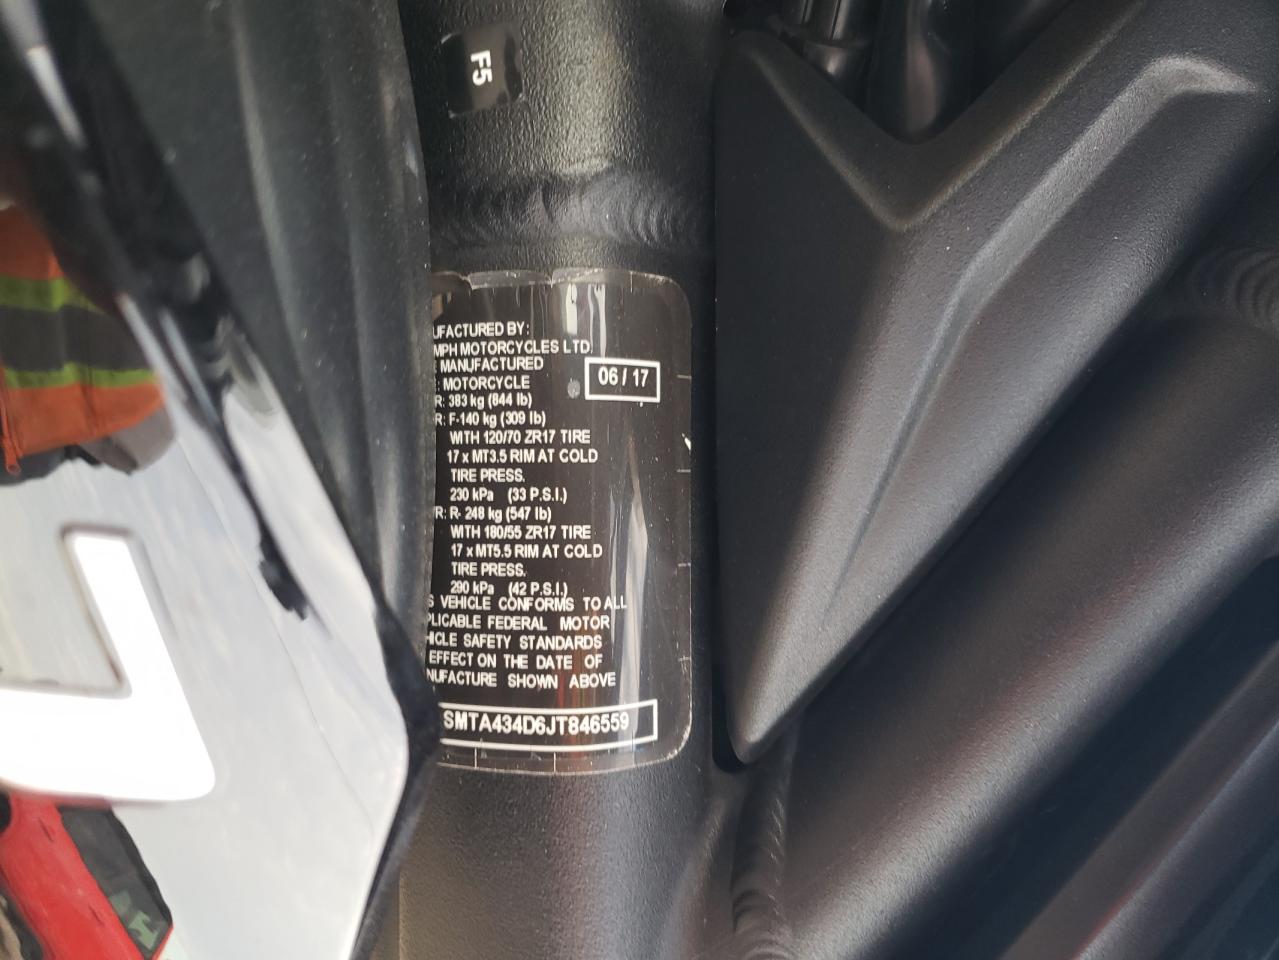 F5
UFACTURED BY:
MPH MOTORCYCLES LTD
E MANUFACTURED
06 / 17
E: MOTORCYCLE
R: 383 kg (844 lb)
R: F-140 kg (309 lb)
WITH 120/70 ZR17 TIRE
17 x MT3.5 RIM AT COLD
TIRE PRESS.
230 kPa (33 P.S.I.)
R: R- 248 kg (547 lb)
WITH 180/55 ZR17 TIRE
17 x MT5.5 RIM AT COLD
TIRE PRESS.
290 kPa (42 P.S.I.)
S VEHICLE CONFORMS TO ALL
PLICABLE FEDERAL MOTOR
HICLE SAFETY STANDARDS
EFFECT ON THE DATE OF
NUFACTURE SHOWN ABOVE
SMTA434D6JT846559